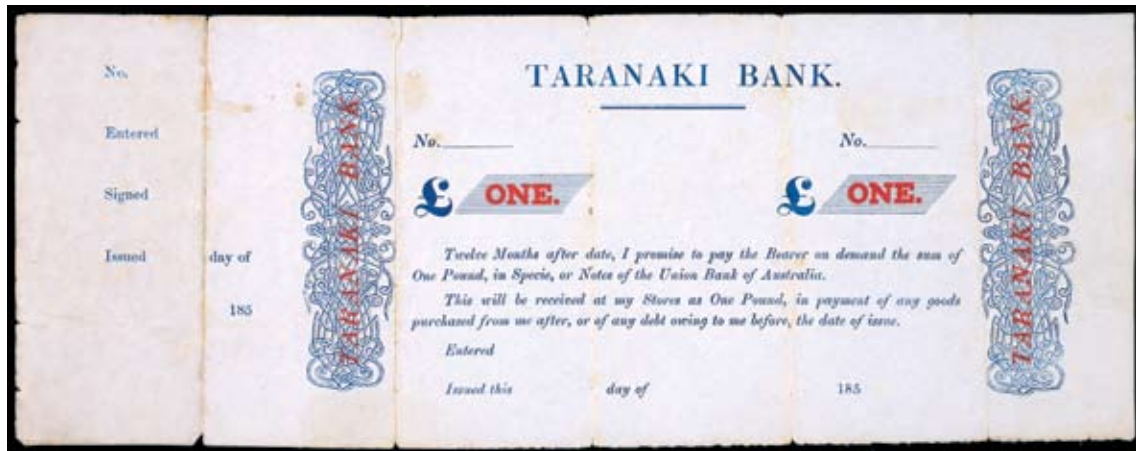 No.
Entered
Signed
Issued day of
185
TARANAKI BANK
TARANAKI BANK.
No.
No.
£ ONE.
£ ONE.
Twelve Months after date, I promise to pay the Bearer on demand the sum of
One Pound, in Specie, or Notes of the Union Bank of Australia.
This will be received at my Stores as One Pound, in payment of any goods
purchased from me after, or of any debt owing to me before, the date of issue.
Entered
Issued this day of 185
TARANAKI BANK.